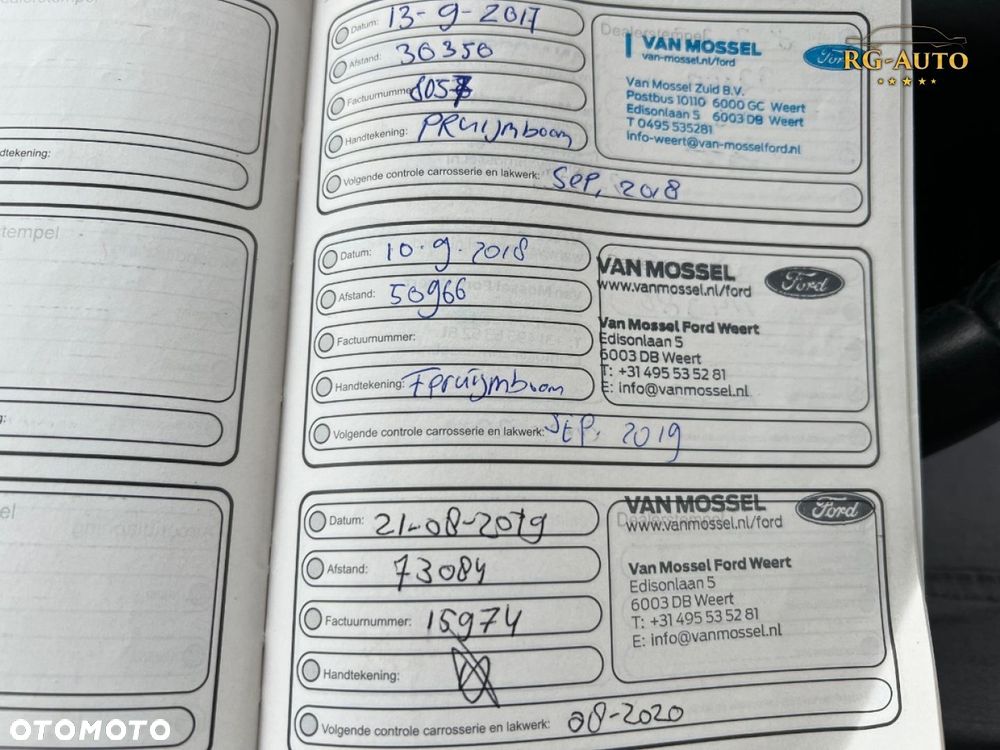 Dealerstempel
dtekening:
stempel
g:
el
Datum: 13-9-2017
Afstand: 30350
Factuurnummer:
Handtekening: PRuijmboom
Volgende controle carrosserie en lakwerk: Sep, 2018
Dealerstempel
VAN MOSSEL
van-mossel.nl/ford
Ford
Van Mossel Zuid B.V.
Postbus 10110 6000 GC Weert
Edisonlaan 5 6003 DB Weert
T 0495 535281
info-weert@van-mosselford.nl
RG-AUTO
Datum: 10-9-2018
Afstand: 50966
Factuurnummer:
Handtekening: Fpruijmboom
Volgende controle carrosserie en lakwerk: SEP, 2019
VAN MOSSEL
www.vanmossel.nl/ford
Ford
Van Mossel Ford Weert
Edisonlaan 5
6003 DB Weert
T: +31 495 53 52 81
E: info@vanmossel.nl
Datum: 21-08-2019
Afstand: 73084
Factuurnummer: 15974
Handtekening:
Volgende controle carrosserie en lakwerk: 08-2020
VAN MOSSEL
www.vanmossel.nl/ford
Ford
Van Mossel Ford Weert
Edisonlaan 5
6003 DB Weert
T: +31 495 53 52 81
E: info@vanmossel.nl
OTOMOTO